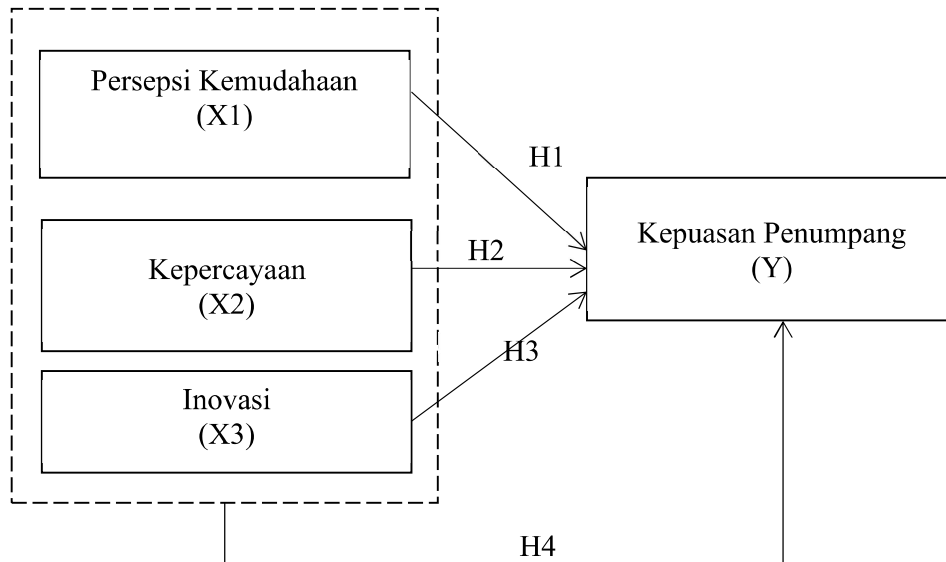 Persepsi Kemudahaan
(X1)
H1
Kepuasan Penumpang
(Y)
H2
Kepercayaan
(X2)
H3
Inovasi
(X3)
H4